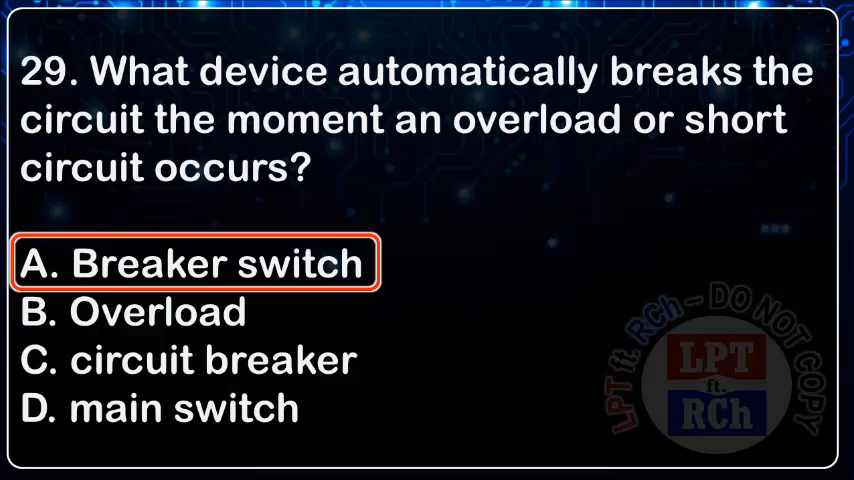 29. What device automatically breaks the
circuit the moment an overload or short
circuit occurs?
A. Breaker switch
B. Overload
C. circuit breaker
D. main switch
LPT ft. RCh - DO NOT COPY
LPT
ft.
RCh